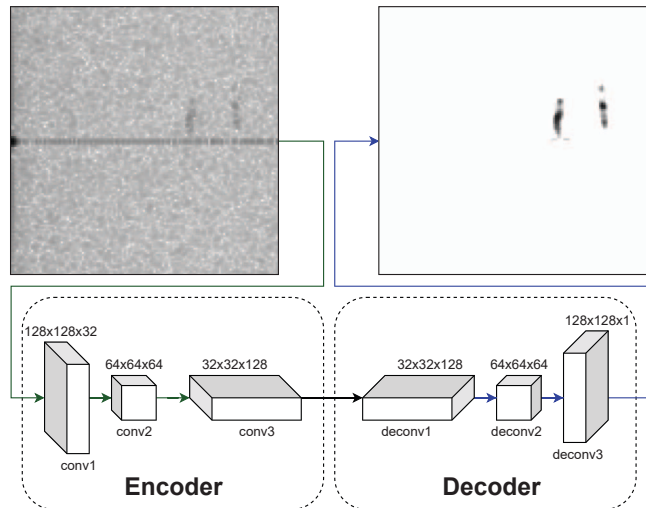 128x128x32
64x64x64
32x32x128
conv1
conv2
conv3
Encoder
32x32x128
64x64x64
128x128x1
deconv1
deconv2
deconv3
Decoder